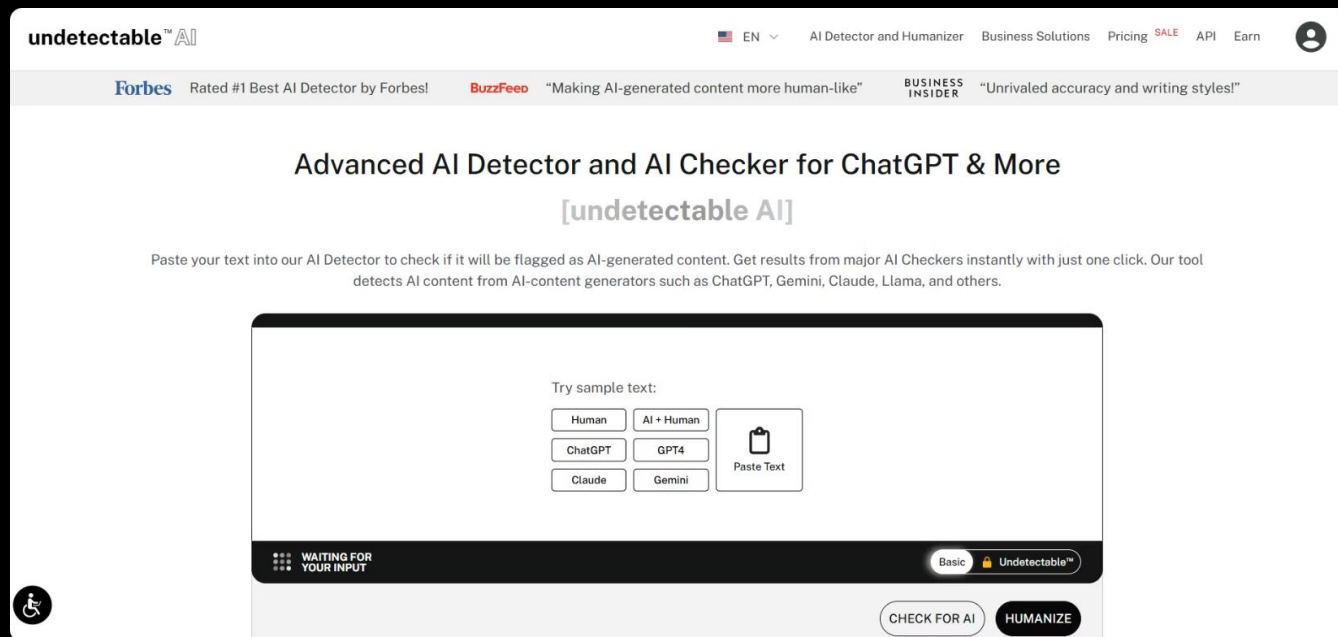 undetectable™ AI
EN
AI Detector and Humanizer
Business Solutions
Pricing SALE
API
Earn
Forbes Rated #1 Best AI Detector by Forbes!
BuzzFeed “Making AI-generated content more human-like”
BUSINESS
INSIDER
“Unrivaled accuracy and writing styles!”
Advanced AI Detector and AI Checker for ChatGPT & More
[undetectable AI]
Paste your text into our AI Detector to check if it will be flagged as AI-generated content. Get results from major AI Checkers instantly with just one click. Our tool
detects AI content from AI-content generators such as ChatGPT, Gemini, Claude, Llama, and others.
Try sample text:
Human
AI + Human
ChatGPT
GPT4
Claude
Gemini
Paste Text
WAITING FOR
YOUR INPUT
Basic
Undetectable™
CHECK FOR AI
HUMANIZE